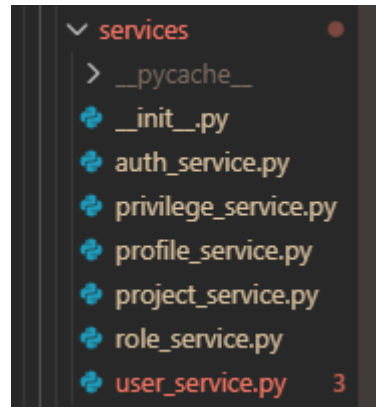 services
__pycache__
__init__.py
auth_service.py
privilege_service.py
profile_service.py
project_service.py
role_service.py
user_service.py 3